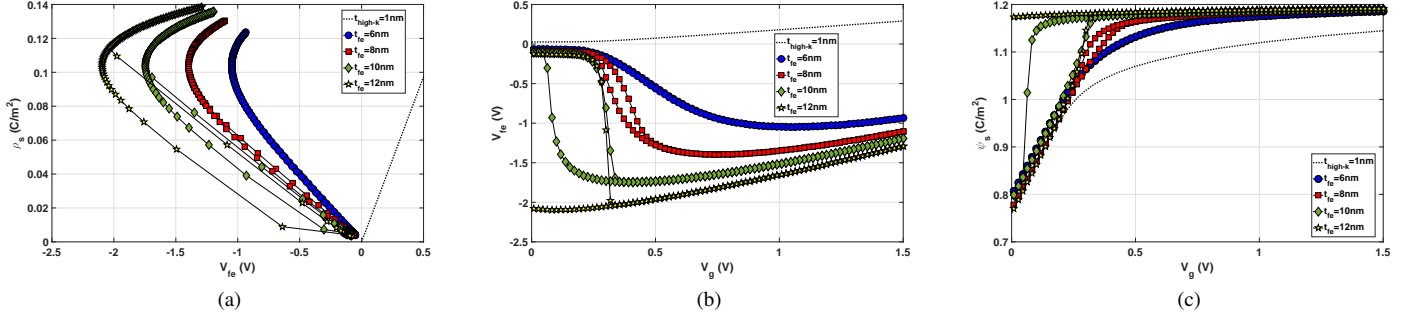 0.14
0.12
0.1
0.08
0.06
0.04
0.02
0
ρs (C/m2)
-2.5 -2 -1.5 -1 -0.5 0 0.5
Vfe (V)
thigh-k=1nm
tfe=6nm
tfe=8nm
tfe=10nm
tfe=12nm
(a)
0.5
0
-0.5
-1
-1.5
-2
-2.5
Vfe (V)
0 0.5 1 1.5
Vg (V)
thigh-k=1nm
tfe=6nm
tfe=8nm
tfe=10nm
tfe=12nm
(b)
1.2
1.1
1
0.9
0.8
0.7
ψs (C/m2)
0 0.5 1 1.5
Vg (V)
thigh-k=1nm
tfe=6nm
tfe=8nm
tfe=10nm
tfe=12nm
(c)